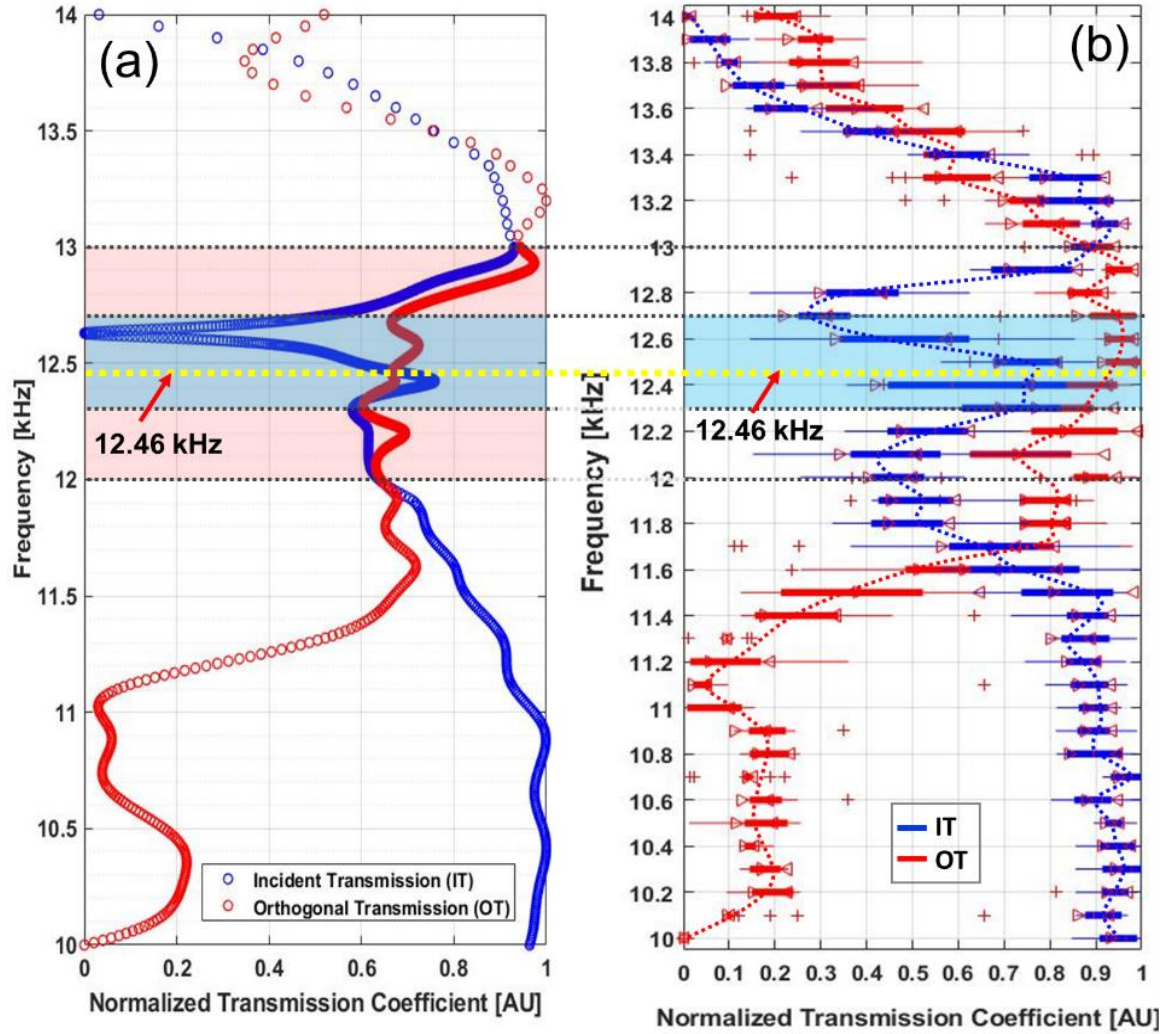 (a)
14
13.5
13
12.5
12
11.5
11
10.5
10
Frequency [kHz]
12.46 kHz
Incident Transmission (IT)
Orthogonal Transmission (OT)
0 0.2 0.4 0.6 0.8 1
Normalized Transmission Coefficient [AU]
(b)
14
13.8
13.6
13.4
13.2
13
12.8
12.6
12.4
12.2
12
11.8
11.6
11.4
11.2
11
10.8
10.6
10.4
10.2
10
Frequency [kHz]
12.46 kHz
IT
OT
0 0.1 0.2 0.3 0.4 0.5 0.6 0.7 0.8 0.9 1
Normalized Transmission Coefficient [AU]